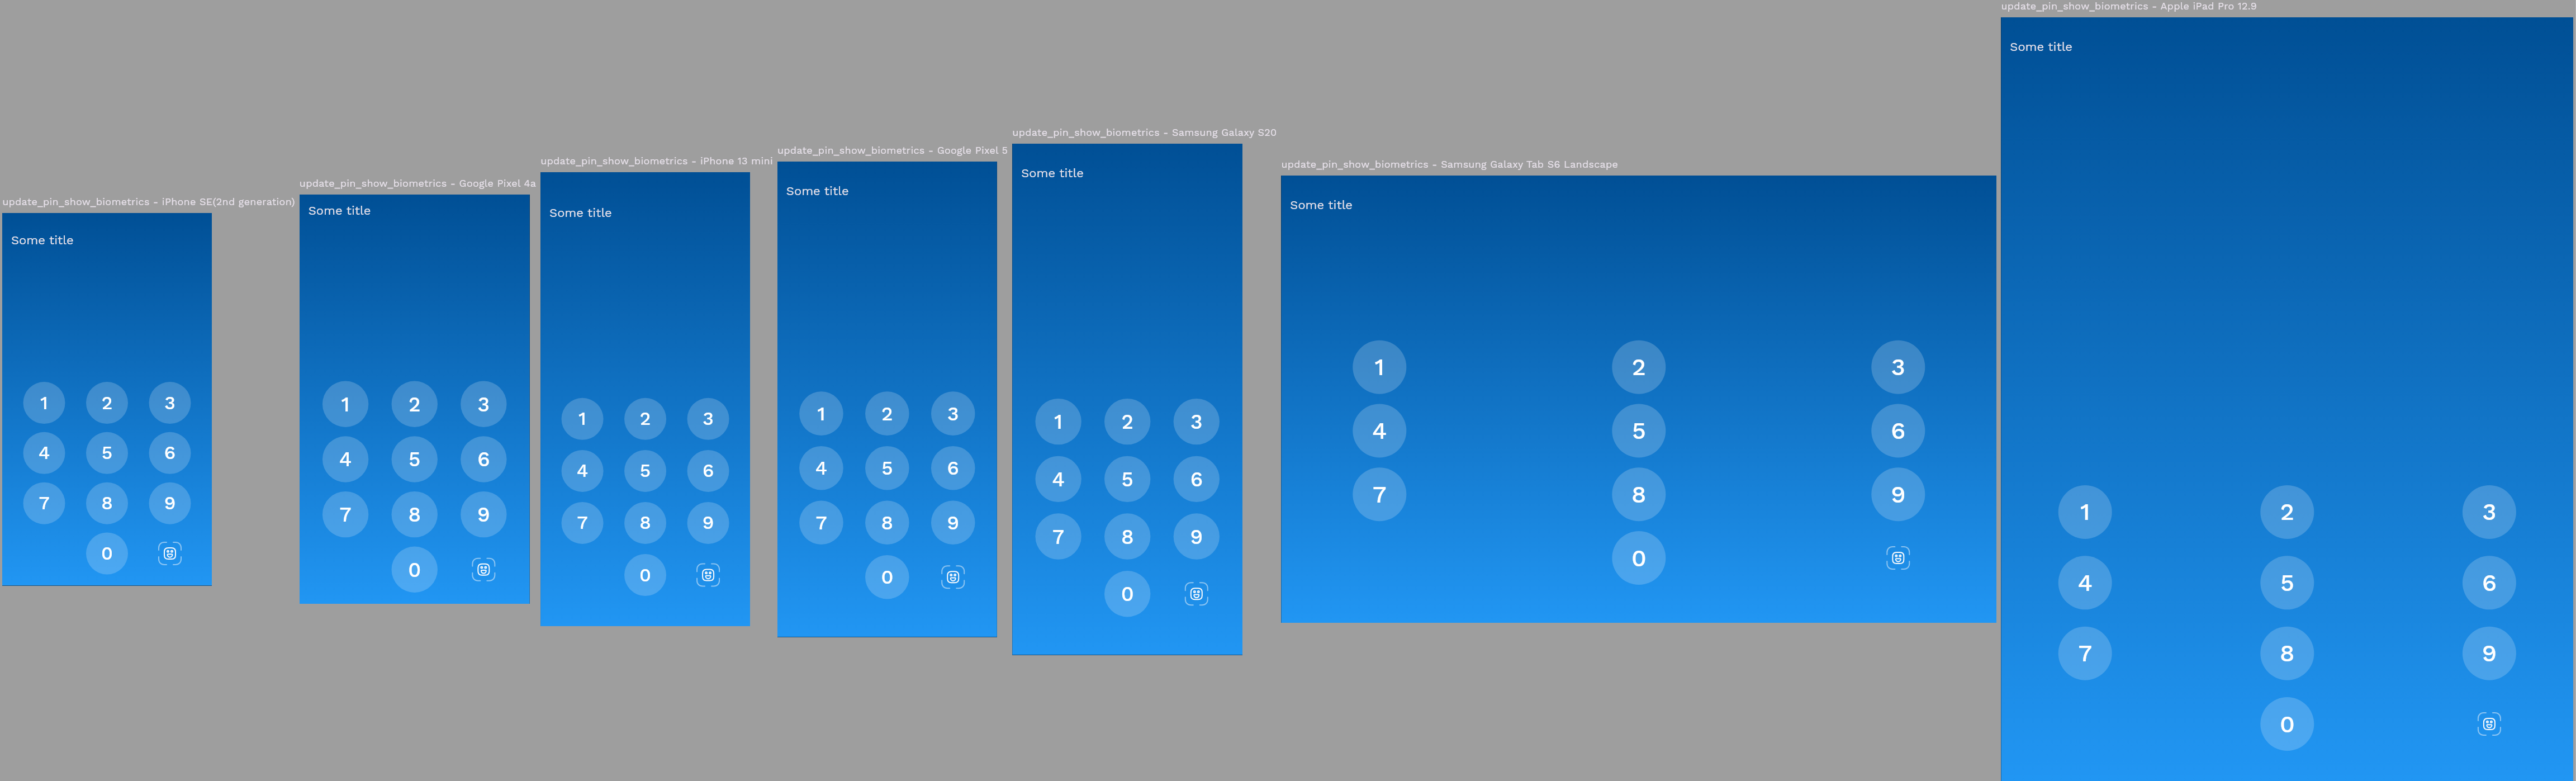 update_pin_show_biometrics - iPhone SE(2nd generation)
Some title
1 2 3
4 5 6
7 8 9
0
update_pin_show_biometrics - Google Pixel 4a
Some title
1 2 3
4 5 6
7 8 9
0
update_pin_show_biometrics - iPhone 13 mini
Some title
1 2 3
4 5 6
7 8 9
0
update_pin_show_biometrics - Google Pixel 5
Some title
1 2 3
4 5 6
7 8 9
0
update_pin_show_biometrics - Samsung Galaxy S20
Some title
1 2 3
4 5 6
7 8 9
0
update_pin_show_biometrics - Samsung Galaxy Tab S6 Landscape
Some title
1 2 3
4 5 6
7 8 9
0
update_pin_show_biometrics - Apple iPad Pro 12.9
Some title
1 2 3
4 5 6
7 8 9
0